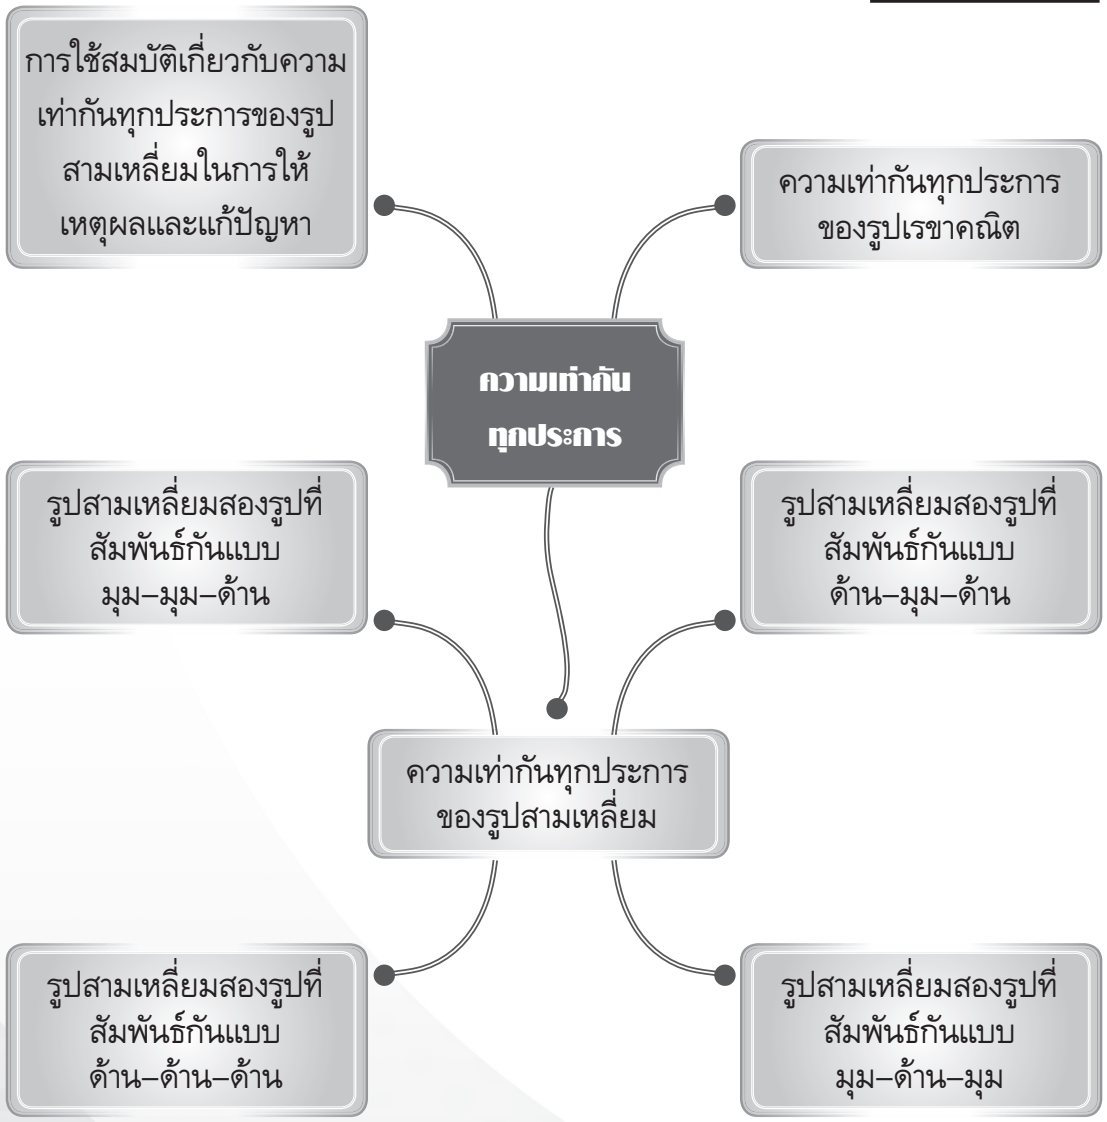 การใช้สมบัติเกี่ยวกับความ
เท่ากันทุกประการของรูป
สามเหลี่ยมในการให้
เหตุผลและแก้ปัญหา
ความเท่ากันทุกประการ
ของรูปเรขาคณิต
ความเท่ากัน
ทุกประการ
รูปสามเหลี่ยมสองรูปที่
สัมพันธ์กันแบบ
มุม–มุม–ด้าน
รูปสามเหลี่ยมสองรูปที่
สัมพันธ์กันแบบ
ด้าน–มุม–ด้าน
ความเท่ากันทุกประการ
ของรูปสามเหลี่ยม
รูปสามเหลี่ยมสองรูปที่
สัมพันธ์กันแบบ
ด้าน–ด้าน–ด้าน
รูปสามเหลี่ยมสองรูปที่
สัมพันธ์กันแบบ
มุม–ด้าน–มุม